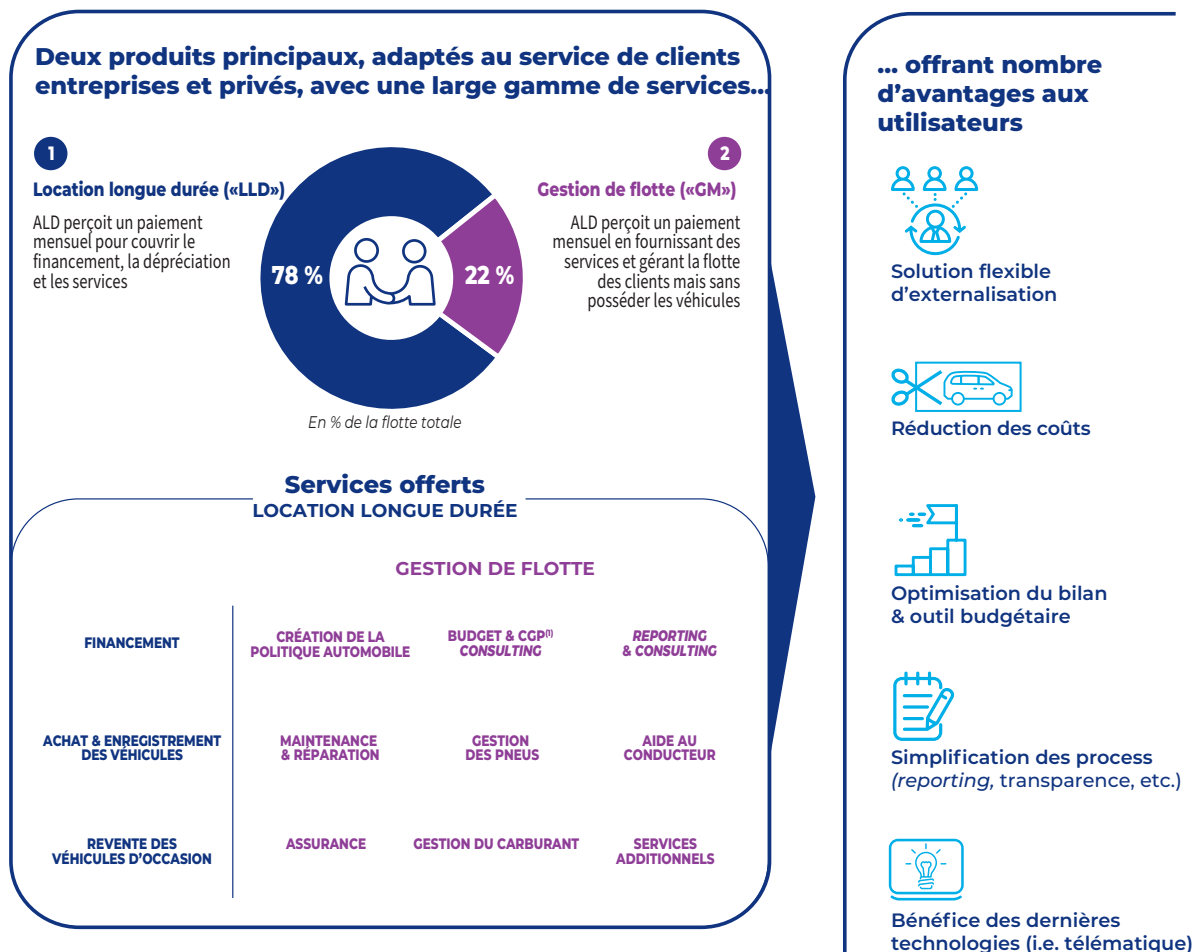 Deux produits principaux, adaptés au service de clients
entreprises et privés, avec une large gamme de services...
1
Location longue durée («LLD»)
ALD perçoit un paiement
mensuel pour couvrir le
financement, la dépréciation
et les services
78 %
22 %
2
Gestion de flotte («GM»)
ALD perçoit un paiement
mensuel en fournissant des
services et gérant la flotte
des clients mais sans
posséder les véhicules
En % de la flotte totale
Services offerts
LOCATION LONGUE DURÉE
GESTION DE FLOTTE
FINANCEMENT
CRÉATION DE LA
POLITIQUE AUTOMOBILE
BUDGET & CGP(1)
CONSULTING
REPORTING
& CONSULTING
ACHAT & ENREGISTREMENT
DES VÉHICULES
MAINTENANCE
& RÉPARATION
GESTION
DES PNEUS
AIDE AU
CONDUCTEUR
REVENTE DES
VÉHICULES D'OCCASION
ASSURANCE
GESTION DU CARBURANT
SERVICES
ADDITIONNELS
... offrant nombre
d'avantages aux
utilisateurs
Solution flexible
d'externalisation
Réduction des coûts
Optimisation du bilan
& outil budgétaire
Simplification des process
(reporting, transparence, etc.)
Bénéfice des dernières
technologies (i.e. télématique)